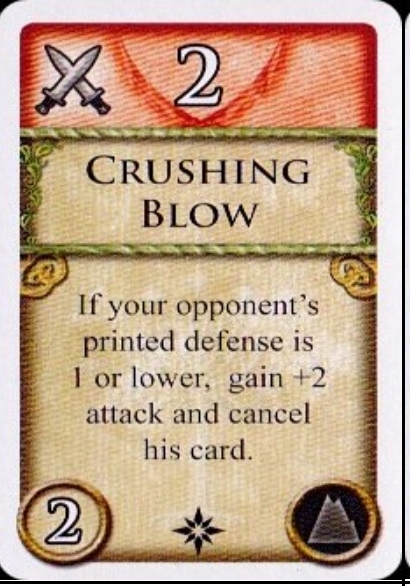 2
CRUSHING
BLOW
If your opponent's
printed defense is
1 or lower, gain +2
attack and cancel
his card.
2